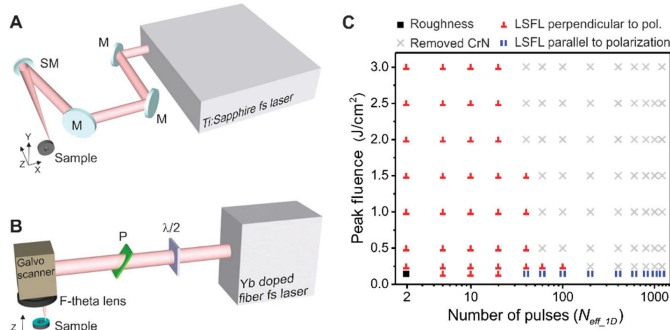 A
M
SM
M
M
Ti:Sapphire fs laser
Y
Z
X
Sample
B
Galvo
scanner
P
λ/2
Yb doped
fiber fs laser
F-theta lens
Z
Sample
C
■ Roughness ⊥ LSFL perpendicular to pol.
× Removed CrN ॥ LSFL parallel to polarization
Peak fluence (J/cm²)
3.0
2.5
2.0
1.5
1.0
0.5
0.0
2 10 100 1000
Number of pulses (Neff_1D)